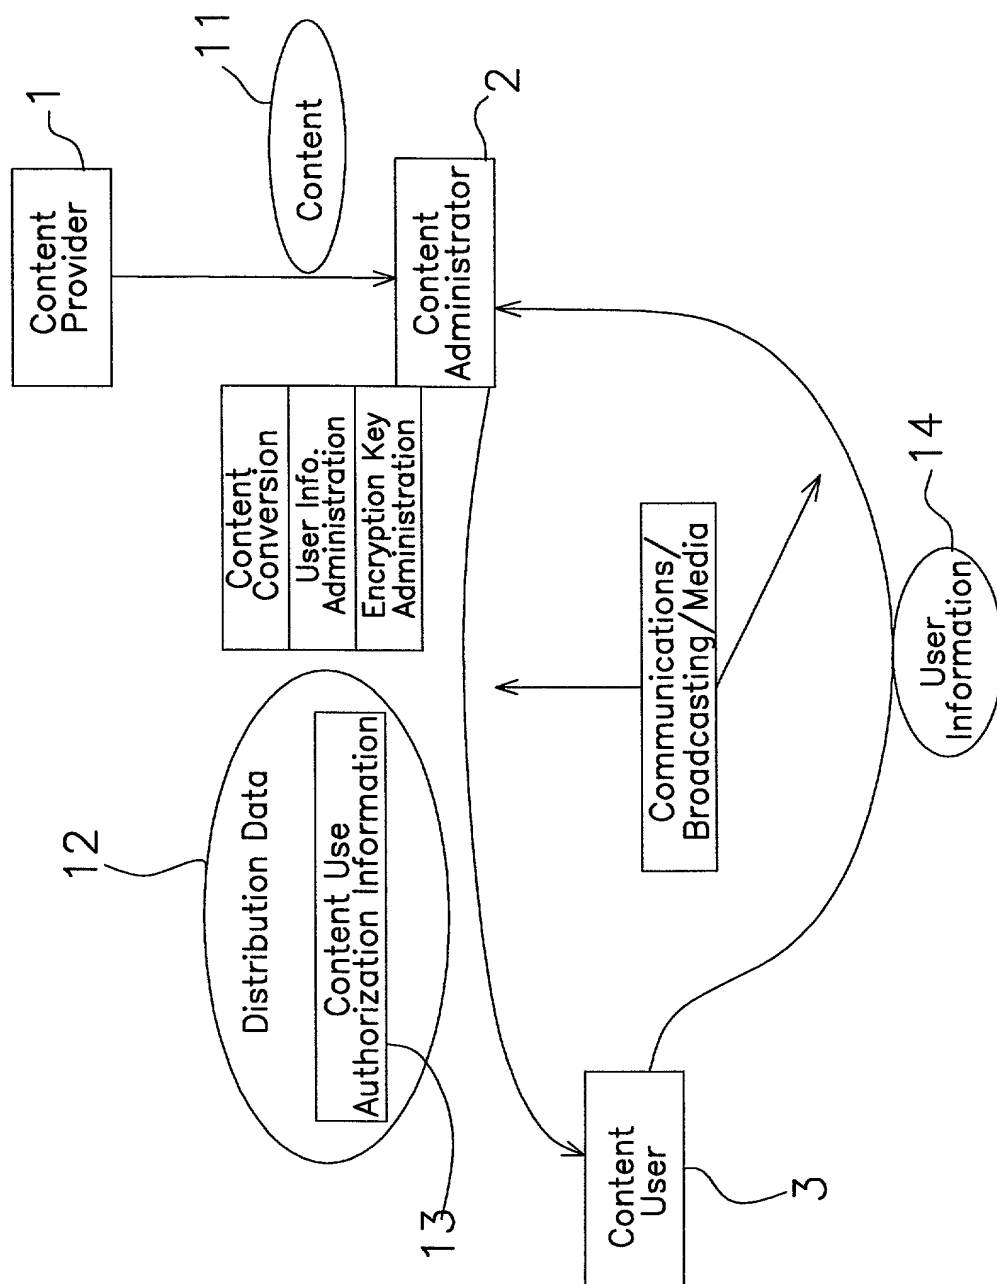 1
Content
Provider
11
Content
2
Content
Administrator
Content
Conversion
User Info.
Administration
Encryption Key
Administration
12
Distribution Data
Content Use
Authorization Information
13
Communications/
Broadcasting/Media
14
User
Information
Content
User
3